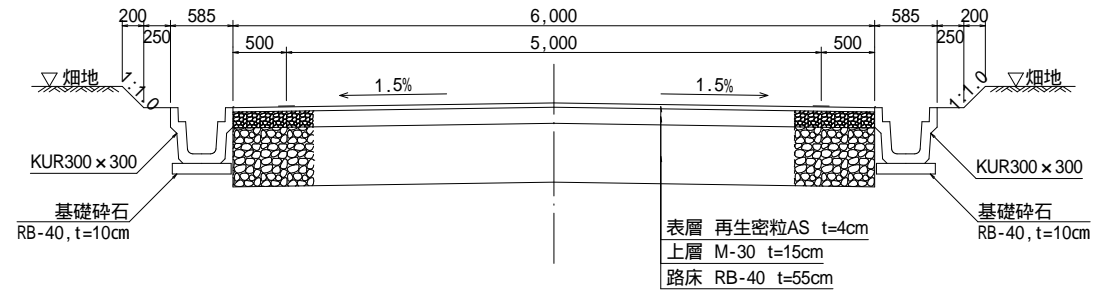 200 585 6,000 585 200
250 500 5,000 500 250
▽畑地 1:1.0 1.5% 1.5% 1:1.0 ▽畑地
KUR300×300 KUR300×300
基礎砕石 基礎砕石
RB-40,t=10cm RB-40,t=10cm
表層 再生密粒AS t=4cm
上層 M-30 t=15cm
路床 RB-40 t=55cm